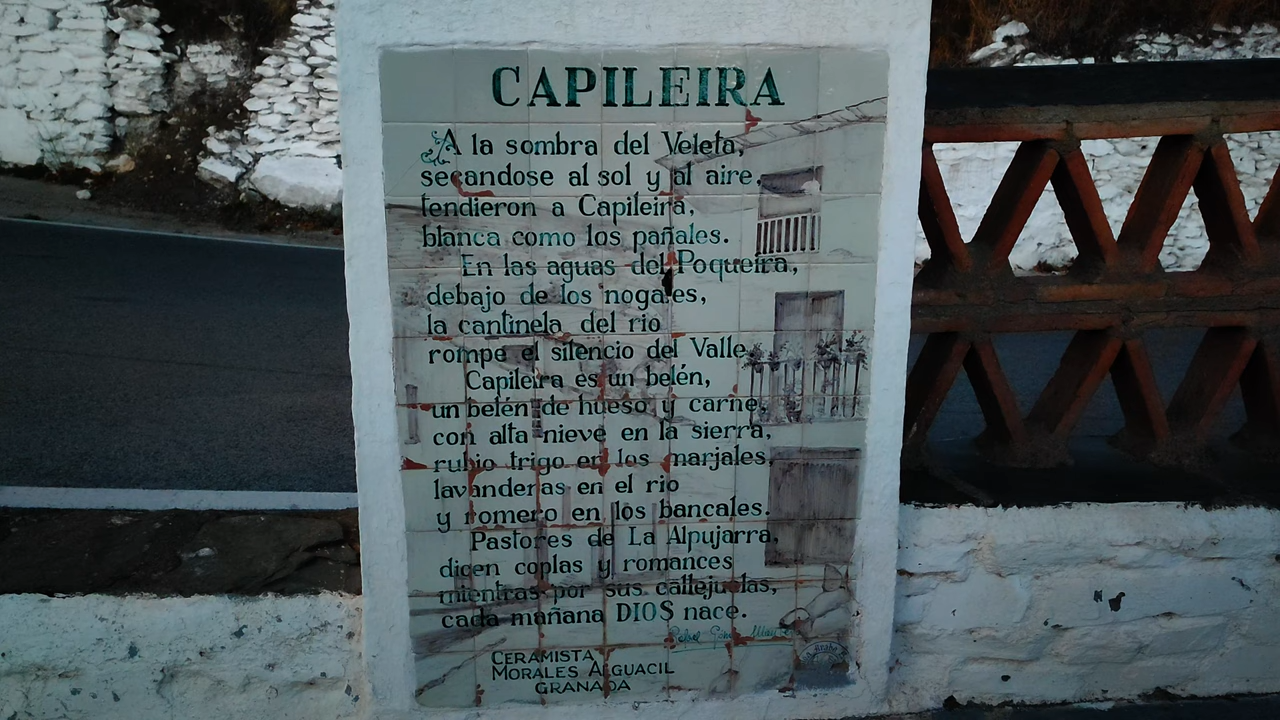 CAPILEIRA
A la sombra del Veleta,
secandose al sol y al aire,
tendieron a Capileira,
blanca como los pañales.
En las aguas del Poqueira,
debajo de los nogales,
la cantinela del rio
rompe el silencio del Valle.
Capileira es un belén,
un belén de hueso y carne,
con alta nieve en la sierra,
rubio trigo en los marjales,
lavanderas en el rio
y romero en los bancales.
Pastores de La Alpujarra,
dicen coplas y romances
mientras por sus callejuelas,
cada mañana DIOS nace.
CERAMISTA
MORALES ALGUACIL
GRANADA